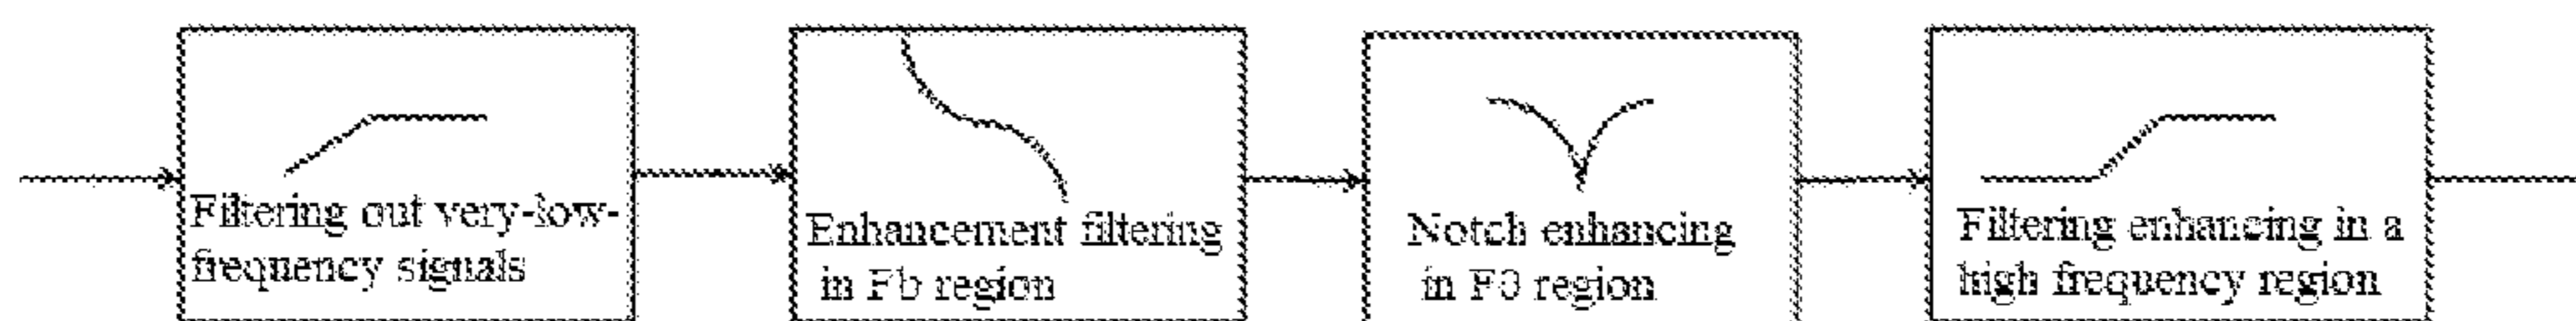 Filtering out very-low-
frequency signals
Enhancement filtering
in Fb region
Notch enhancing
in F0 region
Filtering enhancing in a
high frequency region